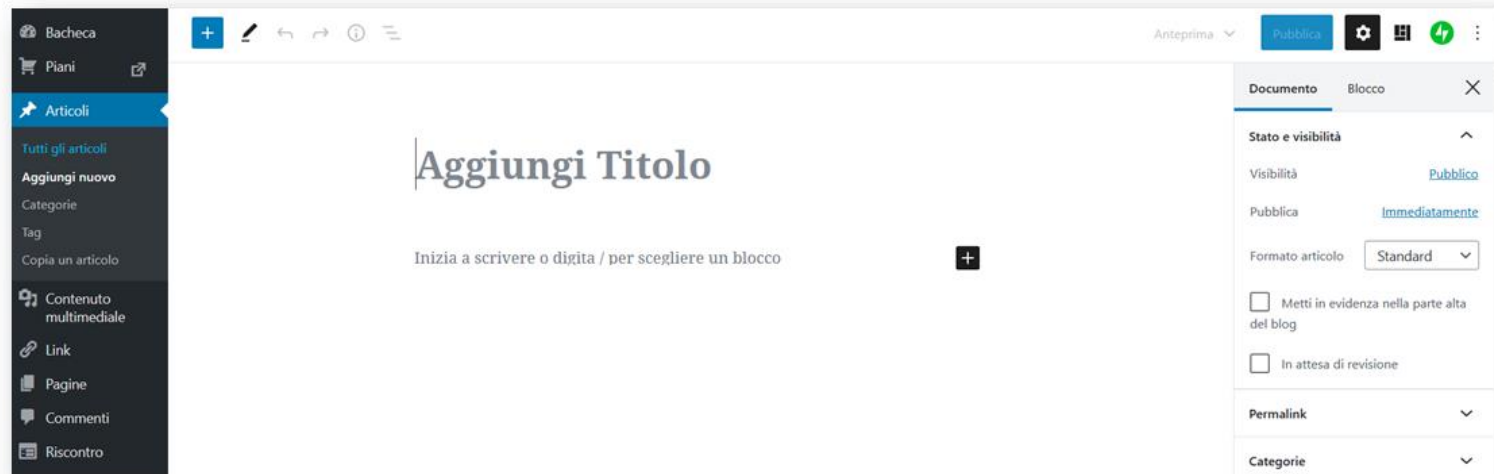 Bacheca
Piani
Articoli
Tutti gli articoli
Aggiungi nuovo
Categorie
Tag
Copia un articolo
Contenuto
multimediale
Link
Pagine
Commenti
Riscontro
Anteprima
Pubblica
Aggiungi Titolo
Inizia a scrivere o digita / per scegliere un blocco
Documento Blocco
Stato e visibilità
Visibilità Pubblico
Pubblica Immediatamente
Formato articolo Standard
Metti in evidenza nella parte alta
del blog
In attesa di revisione
Permalink
Categorie